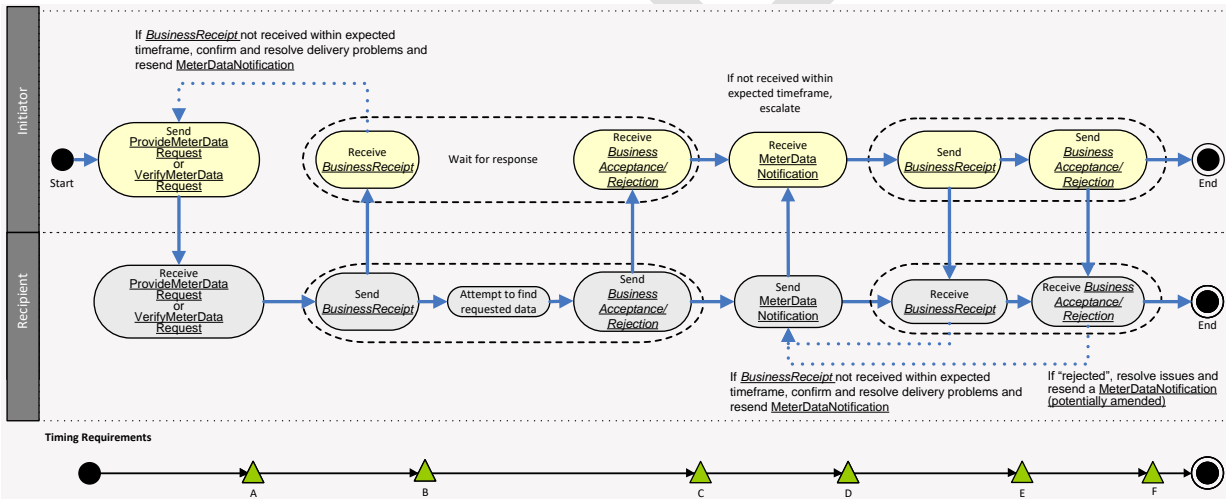 Initiator
If BusinessReceipt not received within expected
timeframe, confirm and resolve delivery problems and
resend MeterDataNotification
Start
Send
ProvideMeterData
Request
or
VerifyMeterData
Request
Receive
BusinessReceipt
Wait for response
Receive
Business
Acceptance/
Rejection
If not received within
expected timeframe,
escalate
Receive
MeterData
Notification
Send
BusinessReceipt
Send
Business
Acceptance/
Rejection
End
Recipient
Receive
ProvideMeterData
Request
or
VerifyMeterData
Request
Send
BusinessReceipt
Attempt to find
requested data
Send
Business
Acceptance/
Rejection
Send
MeterData
Notification
Receive
BusinessReceipt
Receive Business
Acceptance/
Rejection
End
If BusinessReceipt not received within expected
timeframe, confirm and resolve delivery problems and
resend MeterDataNotification
If “rejected”, resolve issues and
resend a MeterDataNotification
(potentially amended)
Timing Requirements
A
B
C
D
E
F